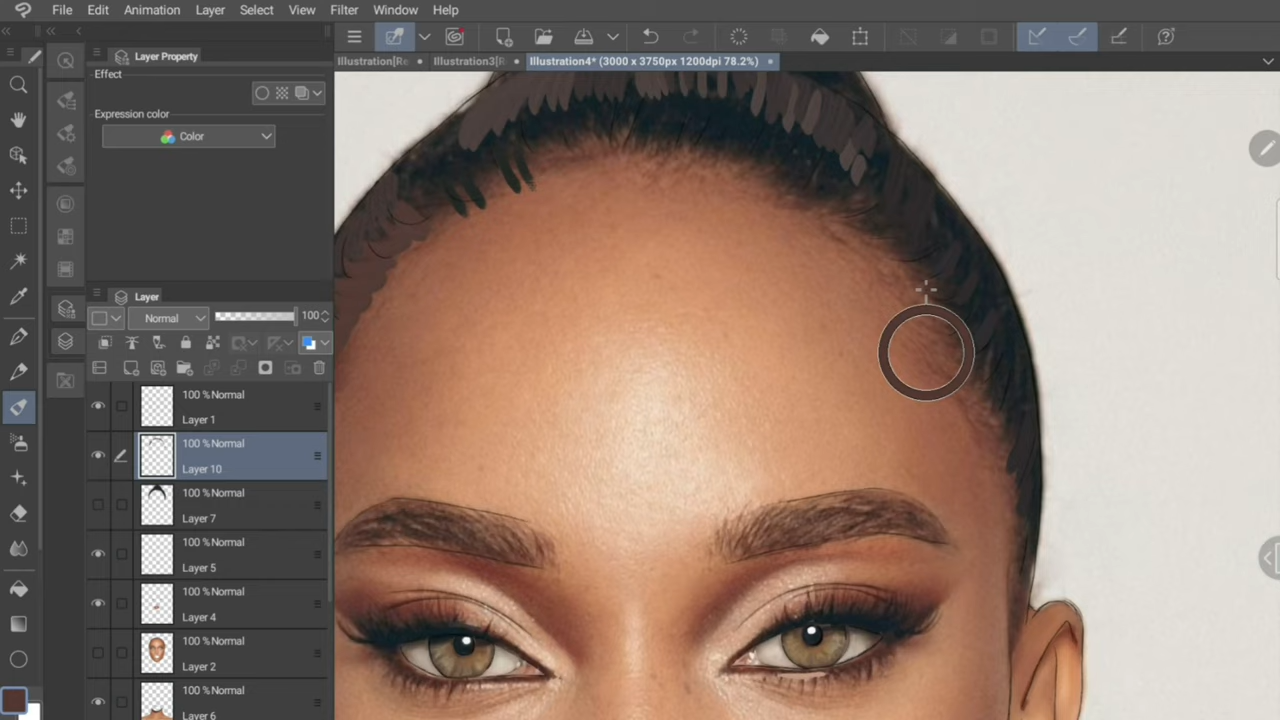 File Edit Animation Layer Select View Filter Window Help
Illustration[R Illustration3[R Illustration4* (3000 x 3750px 1200dpi 78.2%)
Layer Property
Effect
Expression color
Color
Layer
Normal 100
100 %Normal
Layer 1
100 %Normal
Layer 10
100 %Normal
Layer 7
100 %Normal
Layer 5
100 %Normal
Layer 4
100 %Normal
Layer 2
100 %Normal
Layer 6